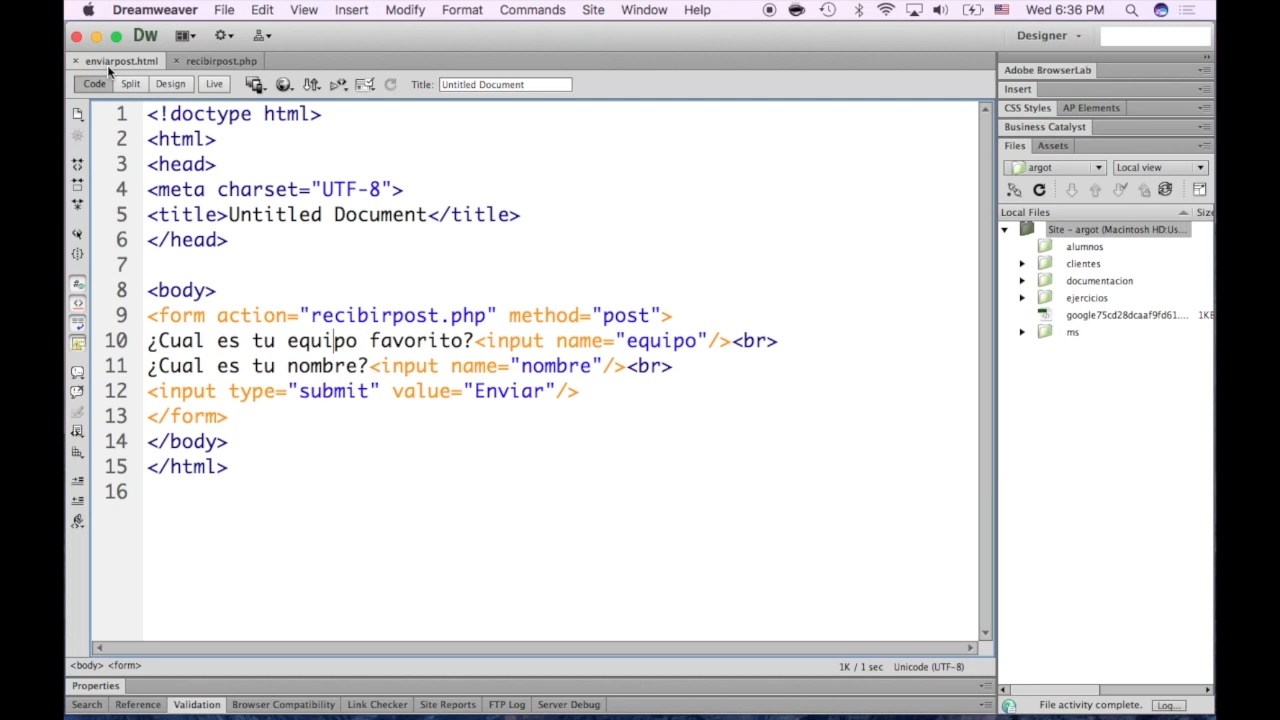 Dreamweaver File Edit View Insert Modify Format Commands Site Window Help Wed 6:36 PM
Dw Designer
enviarpost.html recibirpost.php
Code Split Design Live Title: Untitled Document
1 <!doctype html>
2 <html>
3 <head>
4 <meta charset="UTF-8">
5 <title>Untitled Document</title>
6 </head>
7
8 <body>
9 <form action="recibirpost.php" method="post">
10 ¿Cual es tu equipo favorito?<input name="equipo"/><br>
11 ¿Cual es tu nombre?<input name="nombre"/><br>
12 <input type="submit" value="Enviar"/>
13 </form>
14 </body>
15 </html>
16
<body> <form> 1K / 1 sec Unicode (UTF-8)
Properties
Search Reference Validation Browser Compatibility Link Checker Site Reports FTP Log Server Debug
Adobe BrowserLab
Insert
CSS Styles AP Elements
Business Catalyst
Files Assets
argot Local view
Local Files Size
Site - argot (Macintosh HD:Us...
alumnos
clientes
documentacion
ejercicios
google75cd28dcaaf9fd61.... 1KB
ms
File activity complete. Log...